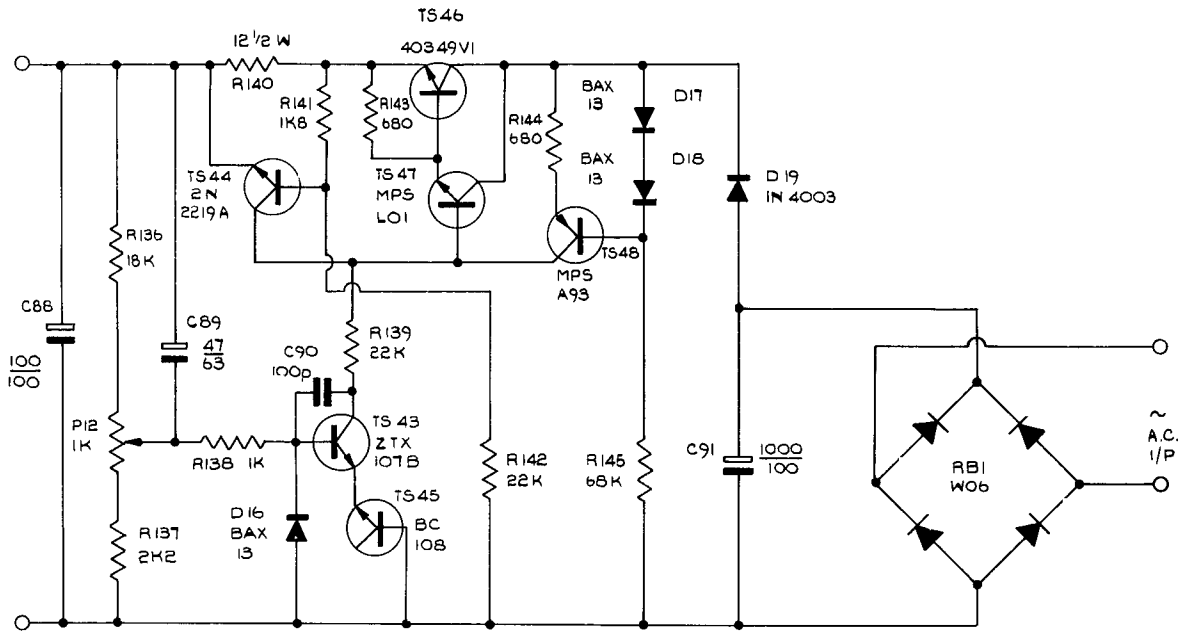 TS46
12 1/2 W
40349V1
R140
R141
1K8
R143
680
R144
680
BAX
13
D17
BAX
13
D18
TS44
2N
2219A
TS47
MPS
L01
D19
IN 4003
TS48
MPS
A93
R136
18K
C88
100
100
C89
47
63
R139
22K
C90
100p
P12
1K
R138 1K
TS43
ZTX
107B
R142
22K
R145
68K
C91
1000
100
RB1
W06
~
A.C.
I/P
TS45
BC
108
D16
BAX
13
R137
2K2